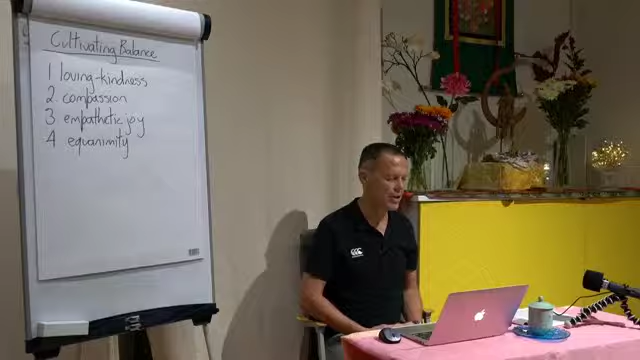 Cultivating Balance
1 loving-kindness
2. compassion
3 empathetic joy
4 equanimity